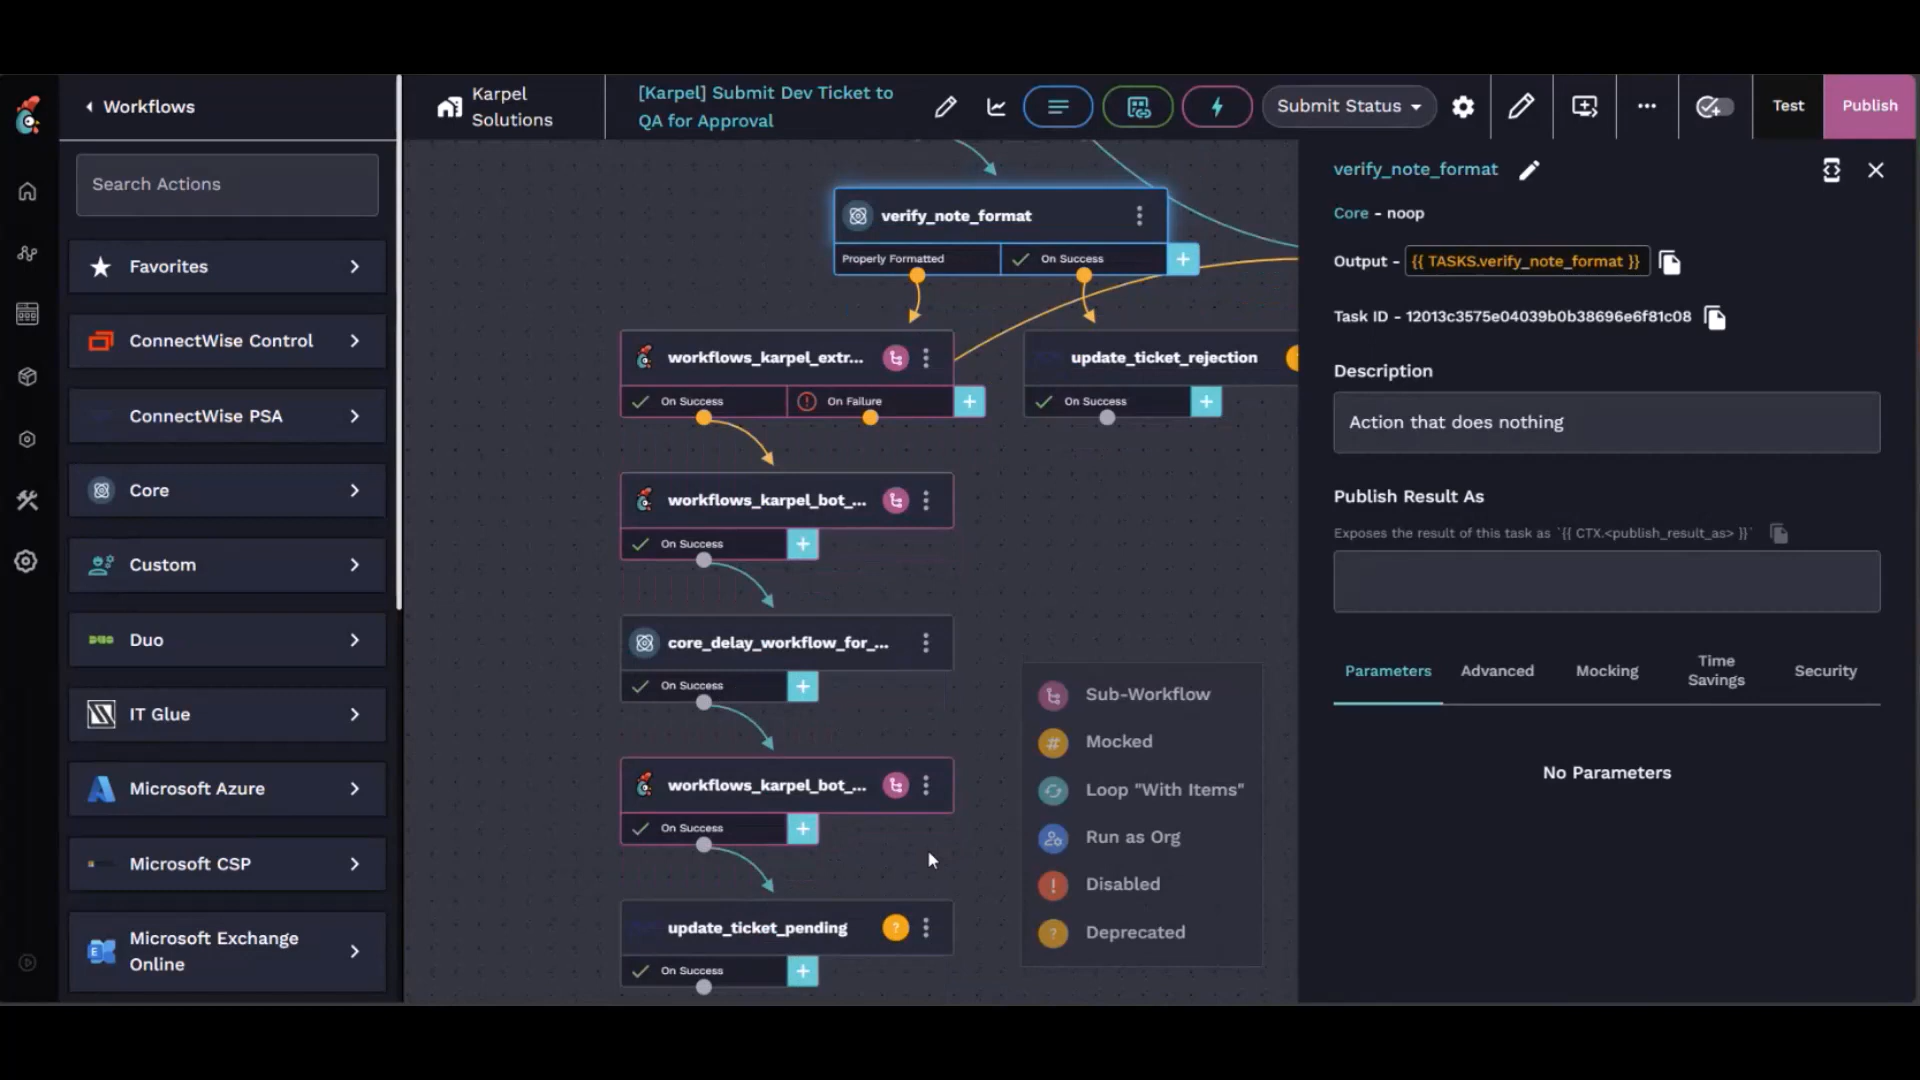 Workflows
Search Actions
Favorites
ConnectWise Control
ConnectWise PSA
Core
Custom
Duo
IT Glue
Microsoft Azure
Microsoft CSP
Microsoft Exchange
Online
Karpel
Solutions
[Karpel] Submit Dev Ticket to
QA for Approval
Submit Status
Test
Publish
verify_note_format
Properly Formatted
On Success
workflows_karpel_extr...
On Success
On Failure
update_ticket_rejection
On Success
workflows_karpel_bot_...
On Success
core_delay_workflow_for_...
On Success
workflows_karpel_bot_...
On Success
update_ticket_pending
On Success
Sub-Workflow
Mocked
Loop "With Items"
Run as Org
Disabled
Deprecated
verify_note_format
Core - noop
Output - {{ TASKS.verify_note_format }}
Task ID - 12013c3575e04039b0b38696e6f81c08
Description
Action that does nothing
Publish Result As
Exposes the result of this task as `{{ CTX.<publish_result_as> }}`
Parameters
Advanced
Mocking
Time
Savings
Security
No Parameters